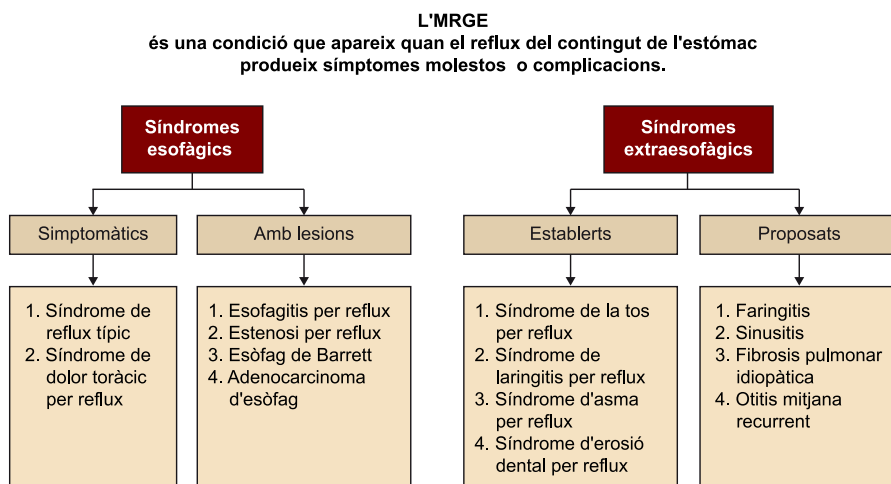 L'MRGE
és una condició que apareix quan el reflux del contingut de l'estómac
produeix símptomes molestos o complicacions.
Síndromes
esofàgics
Síndromes
extraesofàgics
Simptomàtics
Amb lesions
Establerts
Proposats
1. Síndrome de
reflux típic
2. Síndrome de
dolor toràcic
per reflux
1. Esofagitis per reflux
2. Estenosi per reflux
3. Esòfag de Barrett
4. Adenocarcinoma
d'esòfag
1. Síndrome de la tos
per reflux
2. Síndrome de
laringitis per reflux
3. Síndrome d'asma
per reflux
4. Síndrome d'erosió
dental per reflux
1. Faringitis
2. Sinusitis
3. Fibrosis pulmonar
idiopàtica
4. Otitis mitjana
recurrent